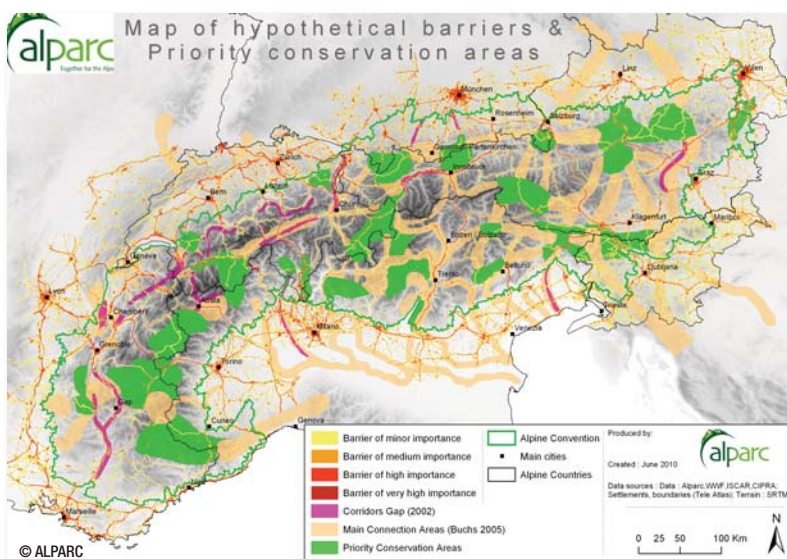 alparc
Together for the Alps
Map of hypothetical barriers &
Priority conservation areas
Linz
Wien
München
Rosenheim
Salzburg
Zürich
Innsbruck
Bern
Graz
Klagenfurt
Maribor
Genève
Bozen / Bolzano
Trento
Belluno
Ljubljana
Lyon
Chambéry
Aosta
Trieste
Grenoble
Milano
Venezia
Torino
Gap
Cuneo
Genova
Marseille
Barrier of minor importance
Barrier of medium importance
Barrier of high importance
Barrier of very high importance
Corridors Gap (2002)
Main Connection Areas (Buchs 2005)
Priority Conservation Areas
Alpine Convention
Main cities
Alpine Countries
Produced by:
alparc
Created : June 2010
Data sources : Data : Alparc,WWF,ISCAR,CIPRA;
Settlements, boundaries (Tele Atlas); Terrain : SRTM
N
0 25 50 100 Km
© ALPARC